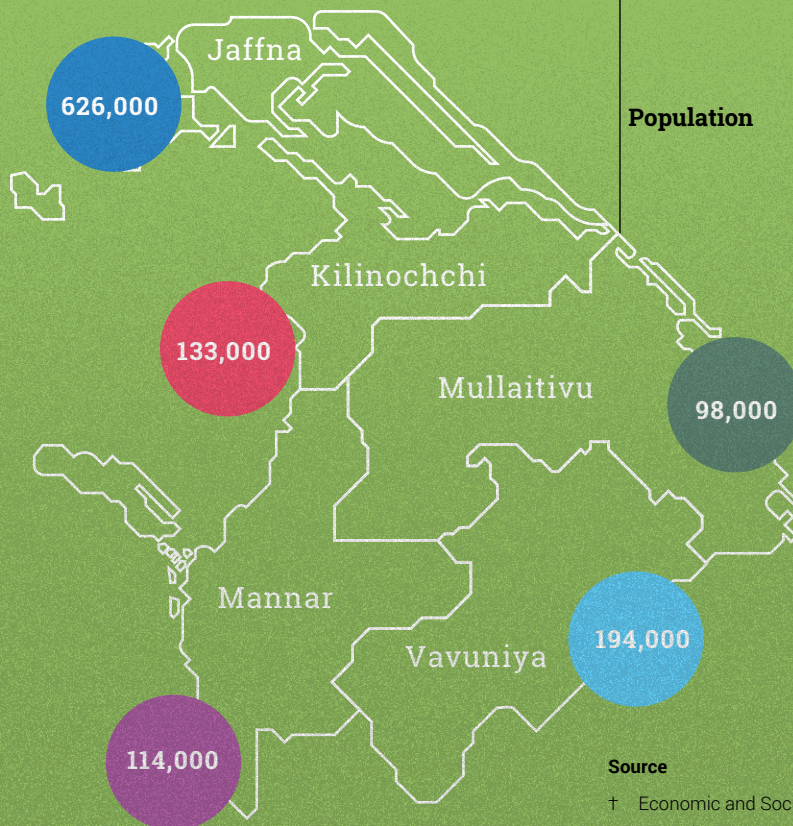 Jaffna
626,000
Population
Kilinochchi
133,000
Mullaitivu
98,000
Mannar
194,000
Vavuniya
114,000
Source
† Economic and Soc